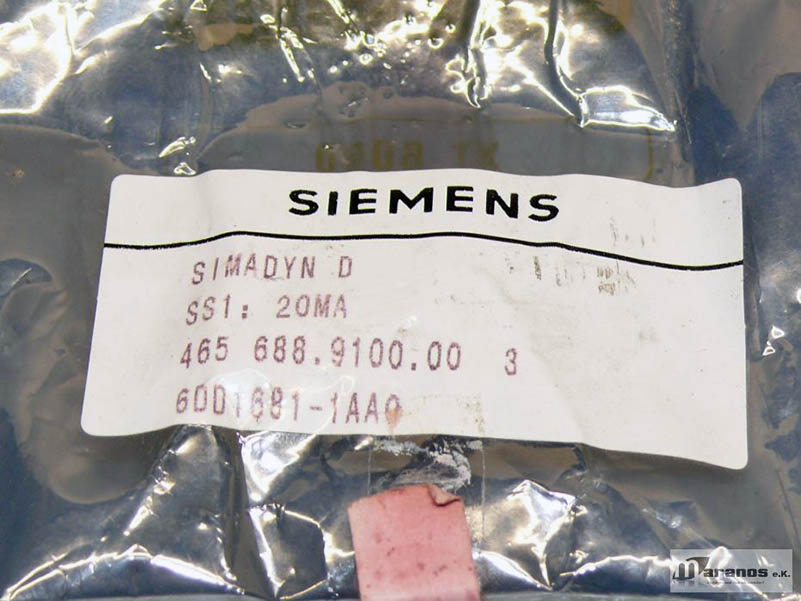 SIEMENS
SIMADYN D
SS1: 20MA
465 688.9100.00 3
6DD1681-1AA0
Maranos e.K.